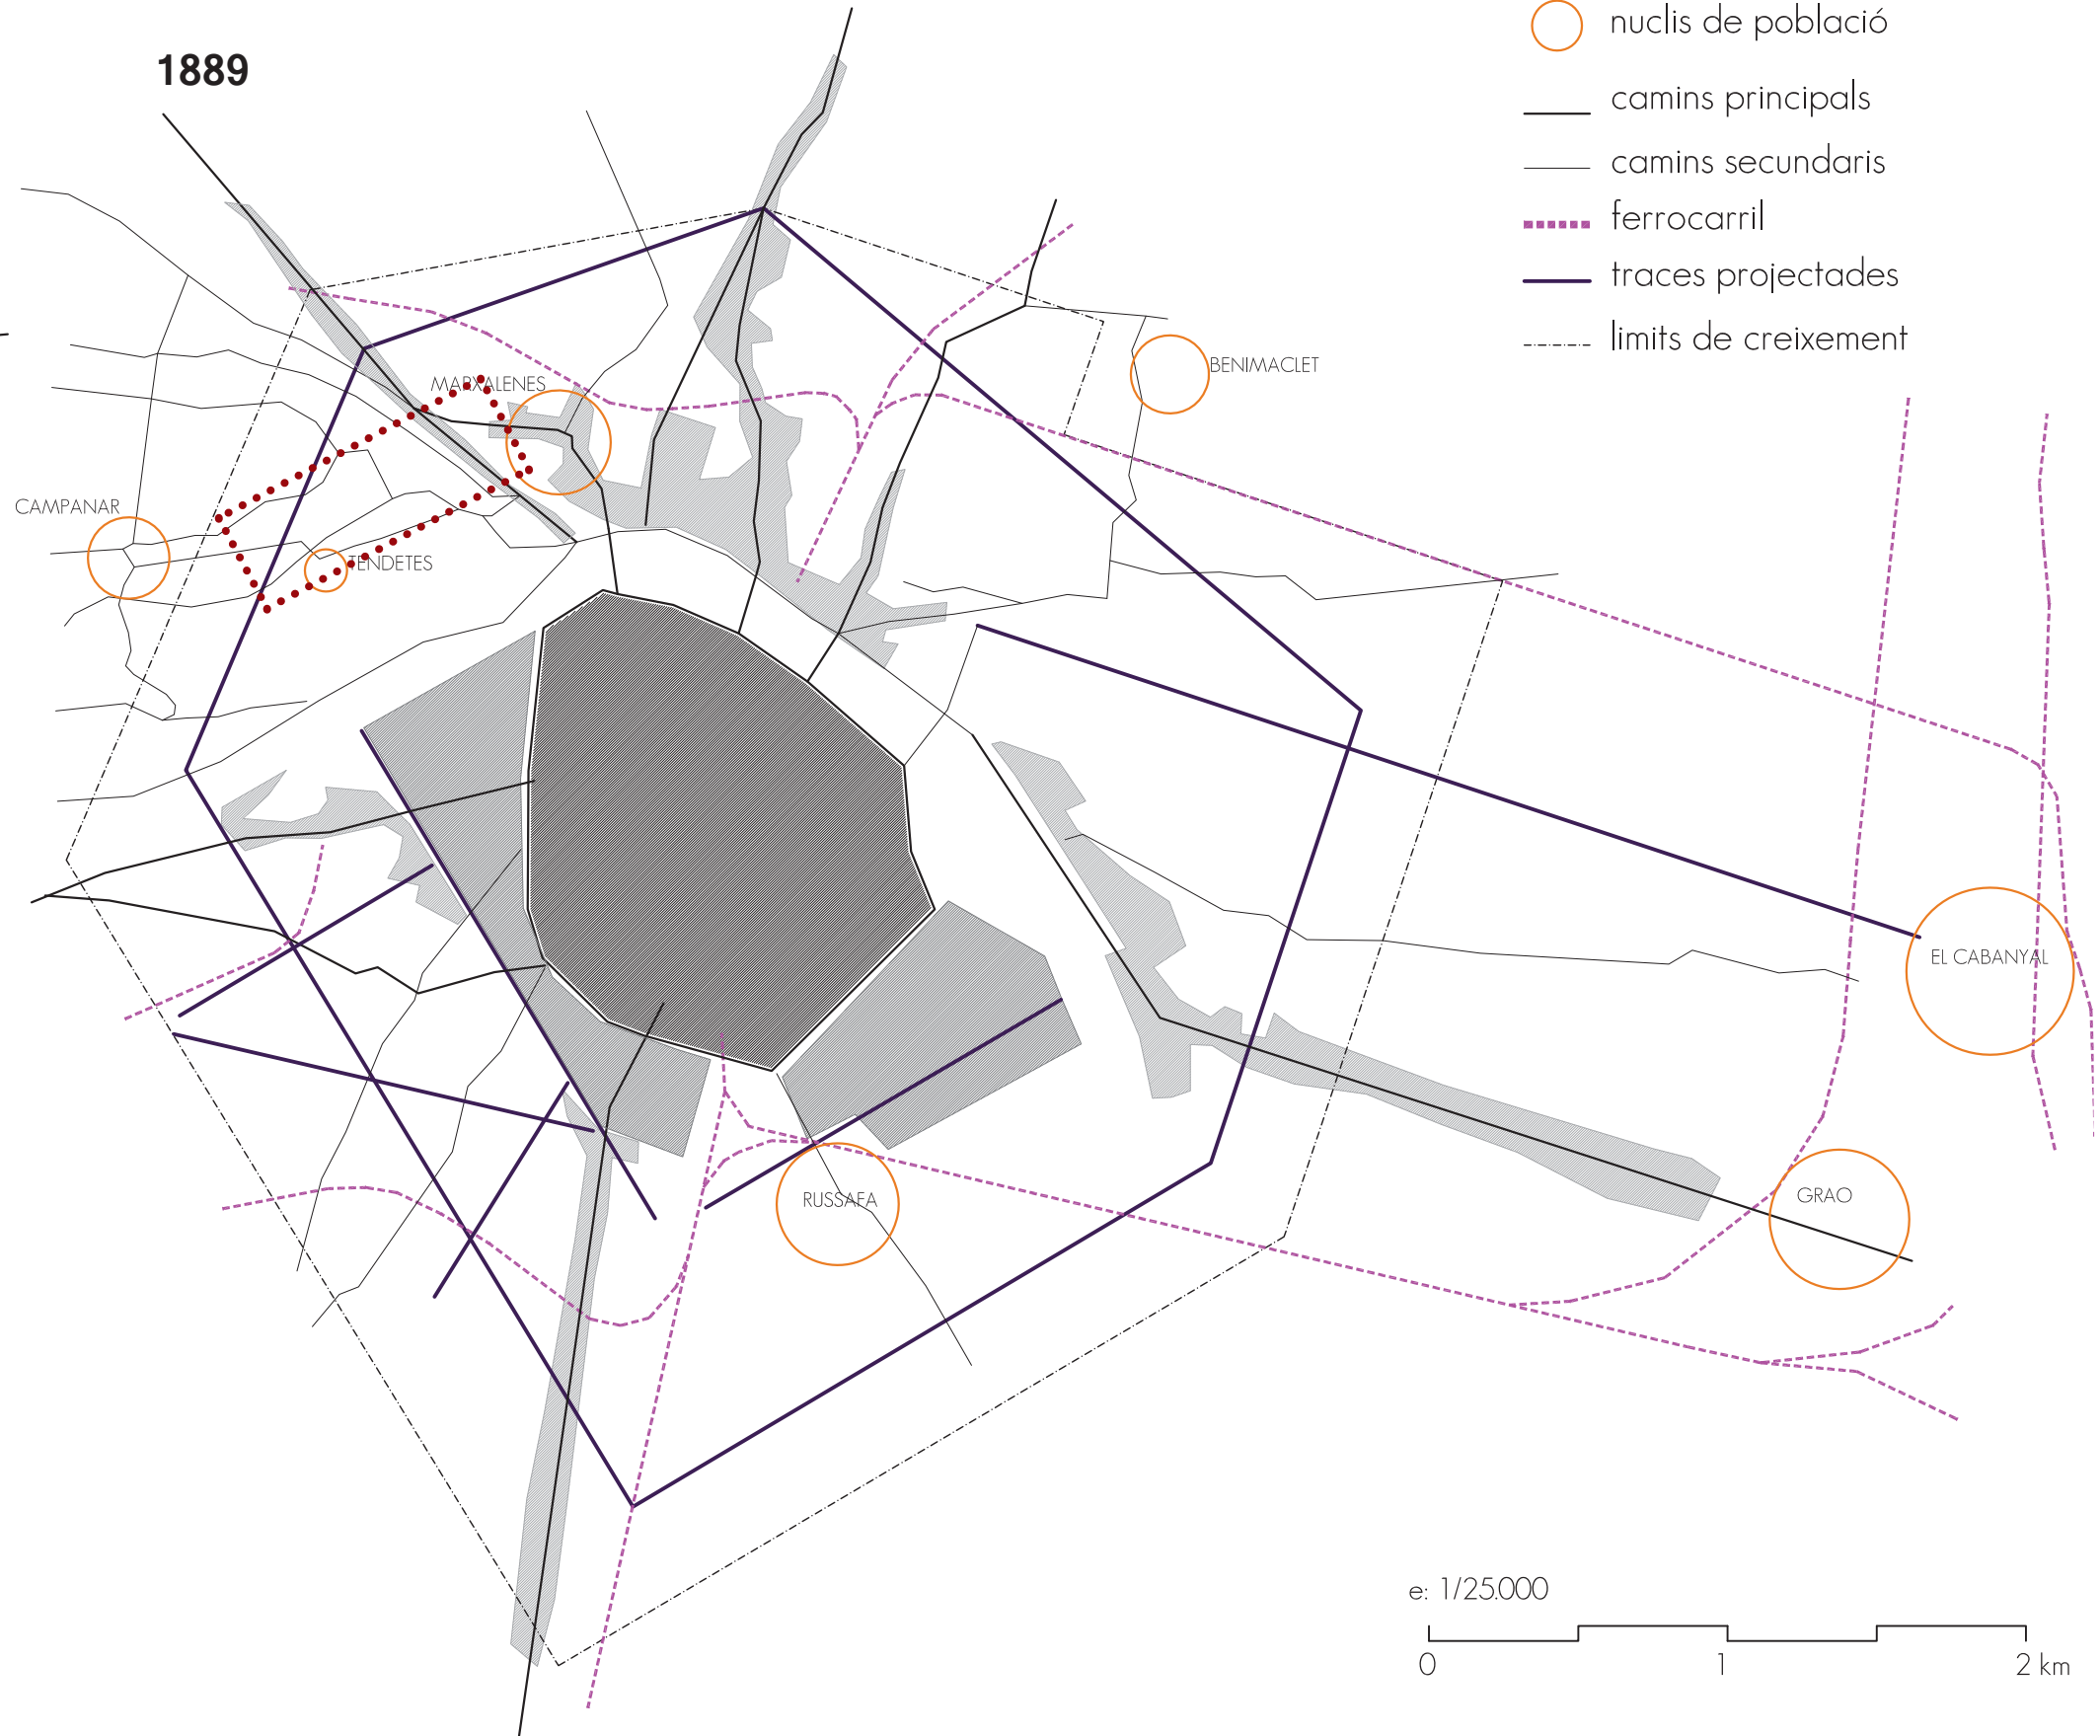 1889
nuclis de població
camins principals
camins secundaris
ferrocarril
traces projectades
limits de creixement
MARXALENES
BENIMACLET
CAMPANAR
TENDETES
EL CABANYAL
RUSSAFA
GRAO
e: 1/25.000
0 1 2 km